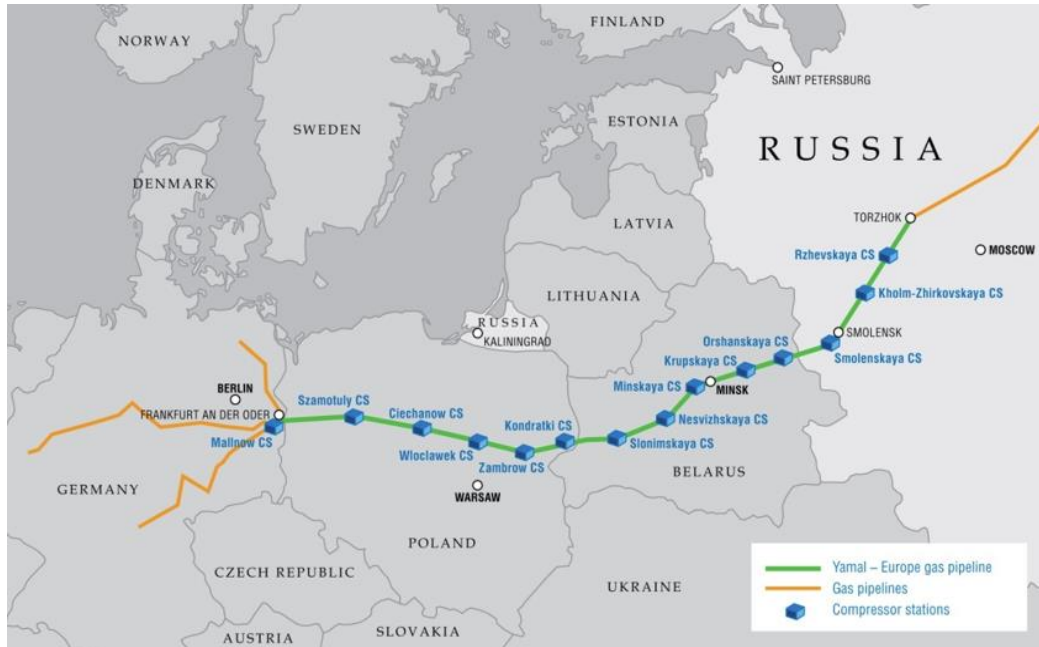 NORWAY
FINLAND
SAINT PETERSBURG
SWEDEN
ESTONIA
RUSSIA
DENMARK
LATVIA
TORZHOK
MOSCOW
Rzhevskaya CS
Kholm-Zhirkovskaya CS
LITHUANIA
RUSSIA
KALININGRAD
SMOLENSK
Orshanskaya CS
Smolenskaya CS
Krupskaya CS
Minskaya CS
MINSK
BERLIN
Szamotuly CS
FRANKFURT AN DER ODER
Ciechanow CS
Nesvizhskaya CS
Mallnow CS
Kondratki CS
Slonimskaya CS
Wloclawek CS
Zambrow CS
BELARUS
GERMANY
WARSAW
POLAND
CZECH REPUBLIC
UKRAINE
AUSTRIA
SLOVAKIA
Yamal – Europe gas pipeline
Gas pipelines
Compressor stations